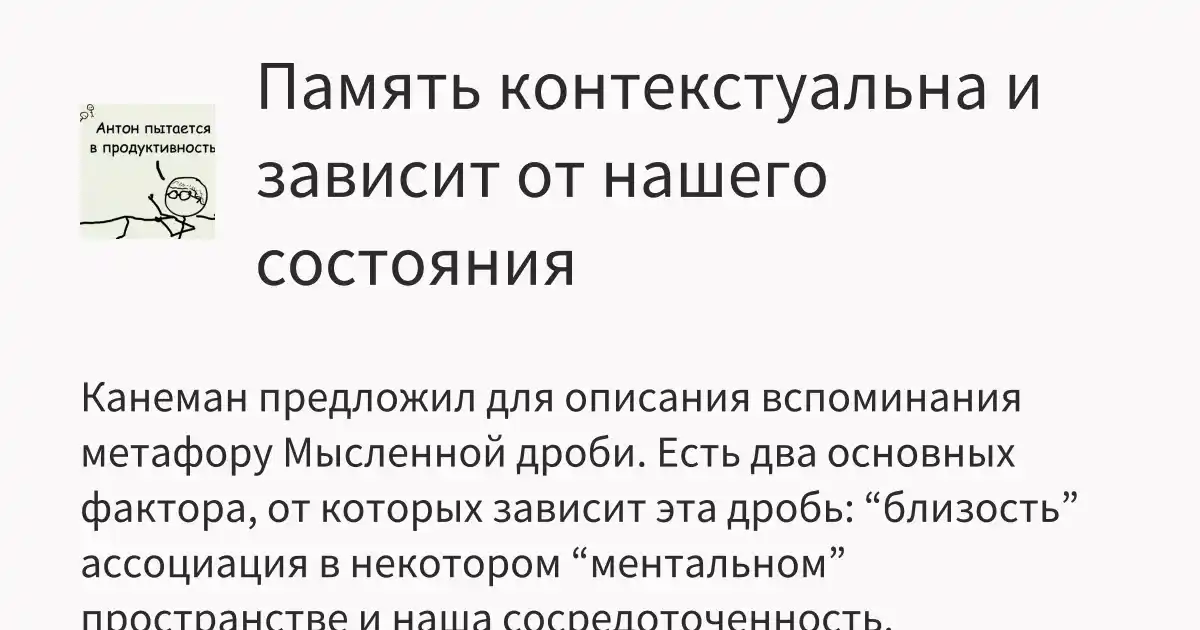 Память контекстуальна и
зависит от нашего
состояния
Антон пытается
в продуктивность
Канеман предложил для описания вспоминания
метафору Мысленной дроби. Есть два основных
фактора, от которых зависит эта дробь: “близость”
ассоциация в некотором “ментальном”
пространстве и наша сосредоточенность.